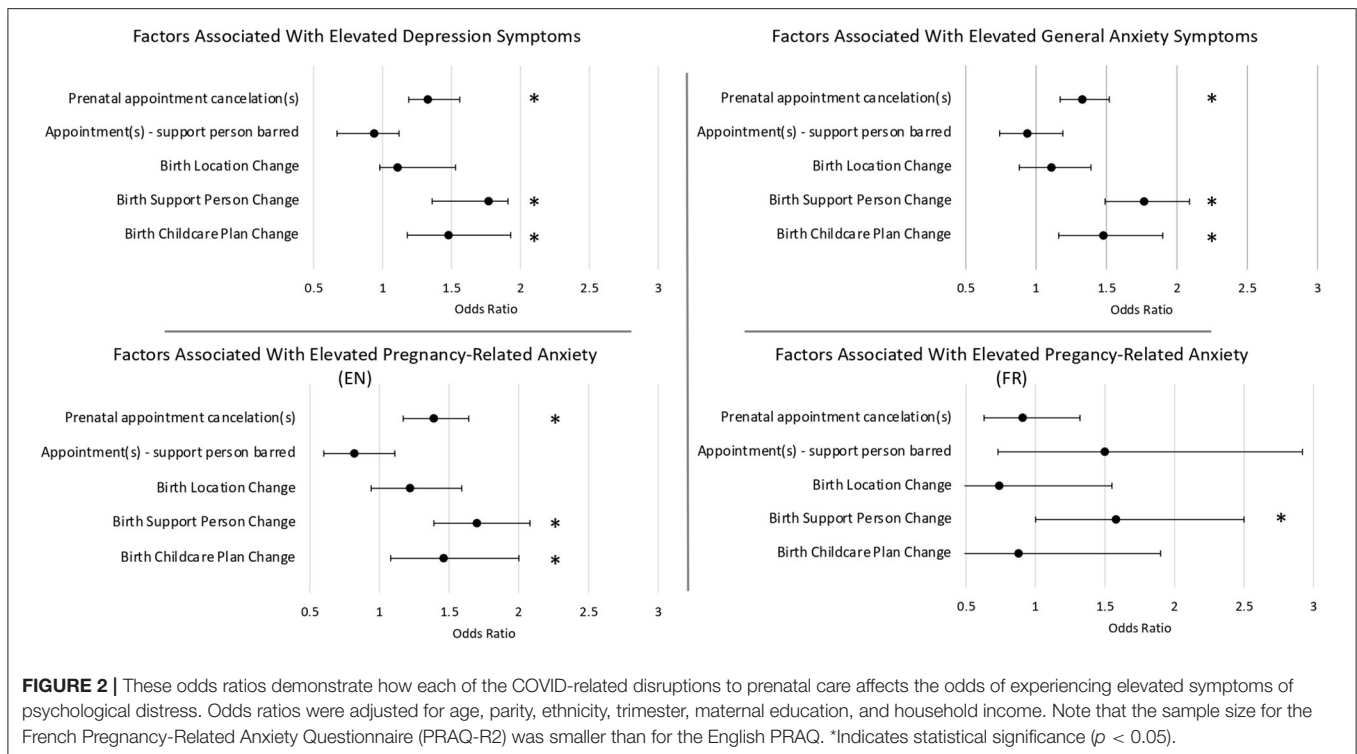 Factors Associated With Elevated Depression Symptoms
Prenatal appointment cancelation(s)
*
Appointment(s) - support person barred
Birth Location Change
Birth Support Person Change
*
Birth Childcare Plan Change
*
0.5 1 1.5 2 2.5 3
Odds Ratio
Factors Associated With Elevated General Anxiety Symptoms
Prenatal appointment cancelation(s)
*
Appointment(s) - support person barred
Birth Location Change
Birth Support Person Change
*
Birth Childcare Plan Change
*
0.5 1 1.5 2 2.5 3
Odds Ratio
Factors Associated With Elevated Pregnancy-Related Anxiety
(EN)
Prenatal appointment cancelation(s)
*
Appointment(s) - support person barred
Birth Location Change
Birth Support Person Change
*
Birth Childcare Plan Change
*
0.5 1 1.5 2 2.5 3
Odds Ratio
Factors Associated With Elevated Pregancy-Related Anxiety
(FR)
Prenatal appointment cancelation(s)
Appointment(s) - support person barred
Birth Location Change
Birth Support Person Change
*
Birth Childcare Plan Change
0.5 1 1.5 2 2.5 3
Odds Ratio
FIGURE 2 | These odds ratios demonstrate how each of the COVID-related disruptions to prenatal care affects the odds of experiencing elevated symptoms of
psychological distress. Odds ratios were adjusted for age, parity, ethnicity, trimester, maternal education, and household income. Note that the sample size for the
French Pregnancy-Related Anxiety Questionnaire (PRAQ-R2) was smaller than for the English PRAQ. *Indicates statistical significance (p < 0.05).